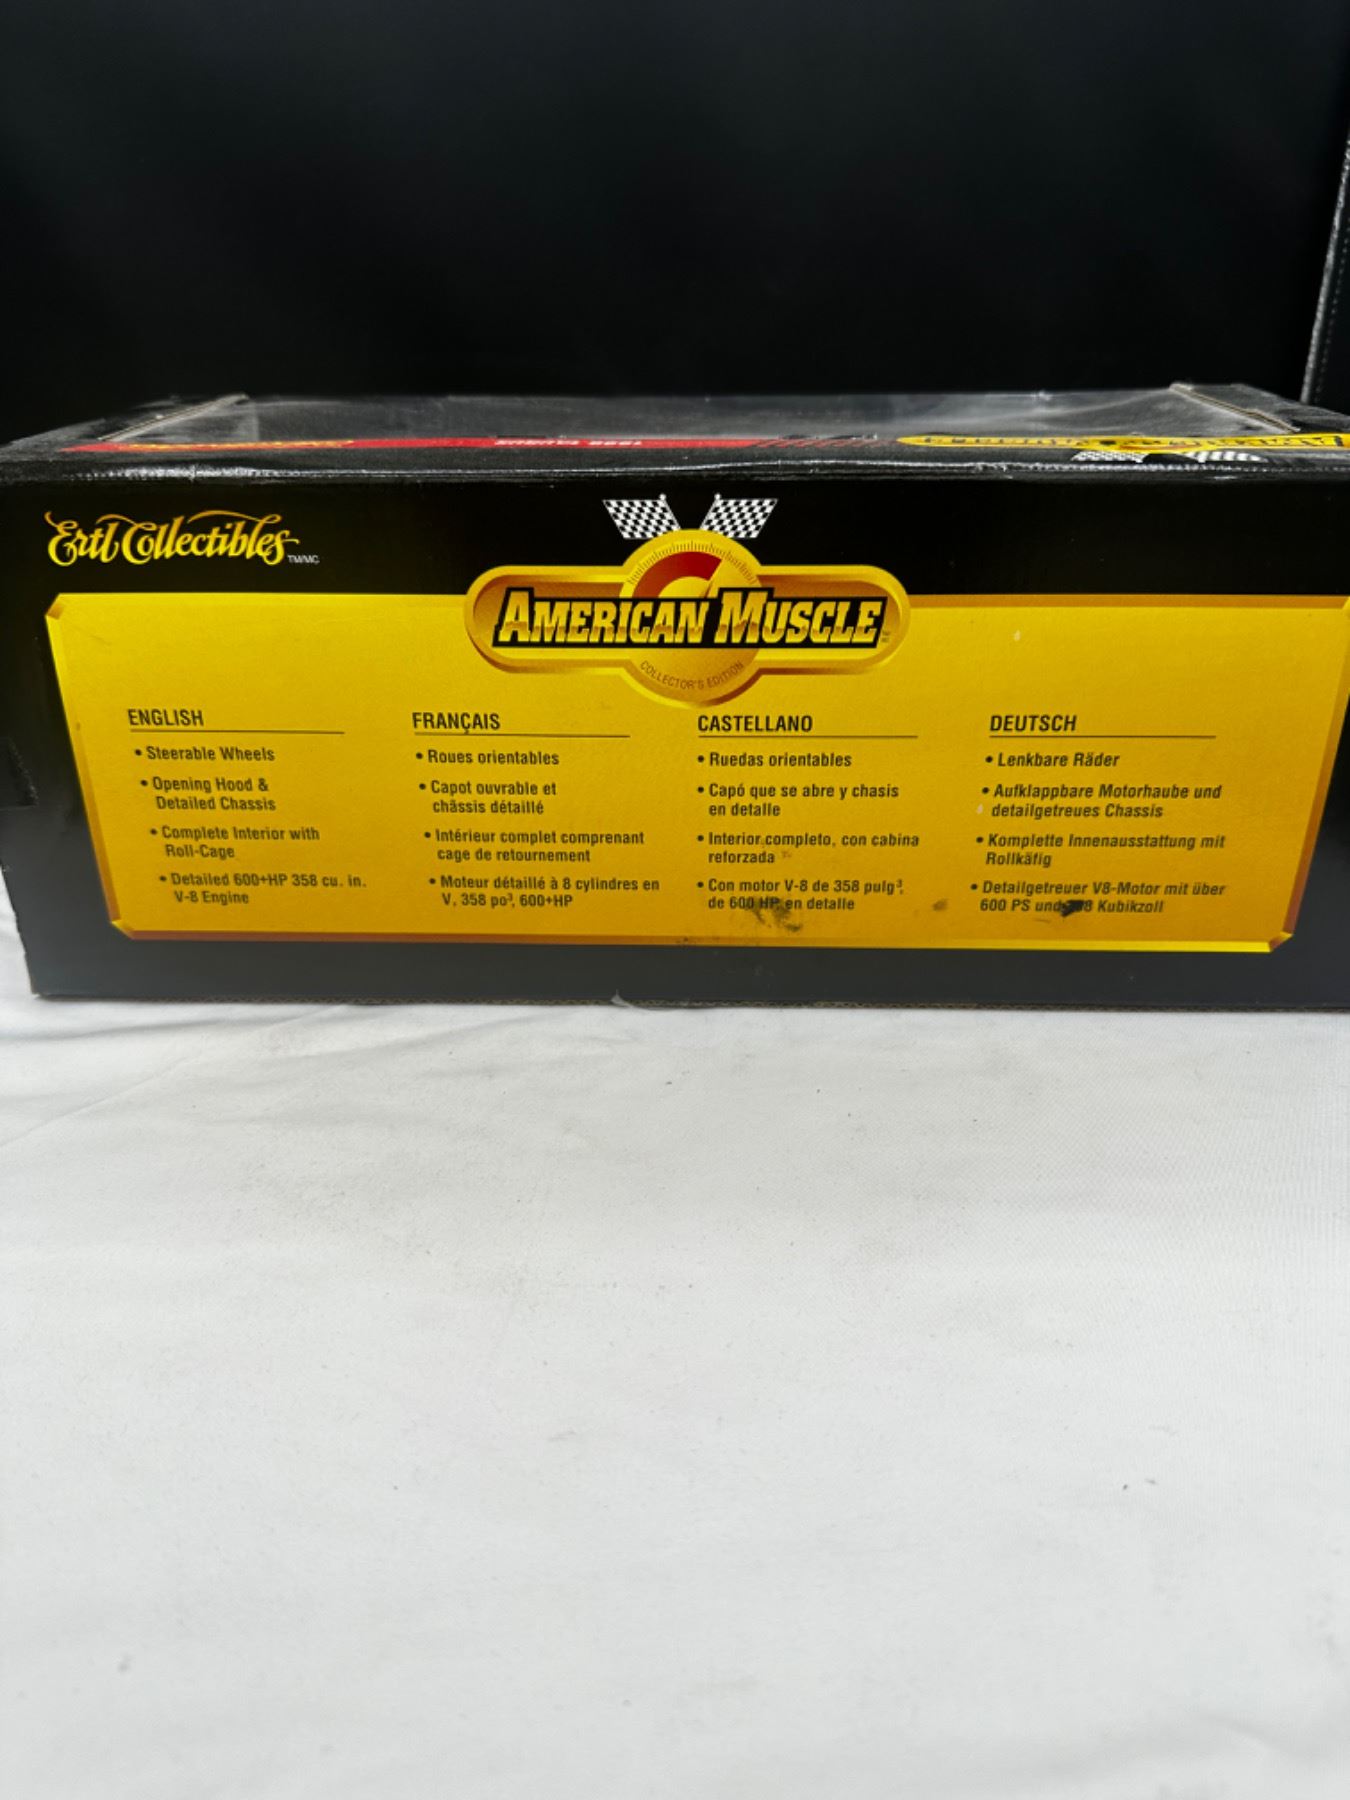 Ertl Collectibles TM/MC
AMERICAN MUSCLE
COLLECTOR'S EDITION
ENGLISH
• Steerable Wheels
• Opening Hood &
Detailed Chassis
• Complete Interior with
Roll-Cage
• Detailed 600+HP 358 cu. in.
V-8 Engine
FRANÇAIS
• Roues orientables
• Capot ouvrable et
châssis détaillé
• Intérieur complet comprenant
cage de retournement
• Moteur détaillé à 8 cylindres en
V, 358 po³, 600+HP
CASTELLANO
• Ruedas orientables
• Capó que se abre y chasis
en detalle
• Interior completo, con cabina
reforzada
• Con motor V-8 de 358 pulg³,
de 600 HP, en detalle
DEUTSCH
• Lenkbare Räder
• Aufklappbare Motorhaube und
detailgetreues Chassis
• Komplette Innenausstattung mit
Rollkäfig
• Detailgetreuer V8-Motor mit über
600 PS und Kubikzoll